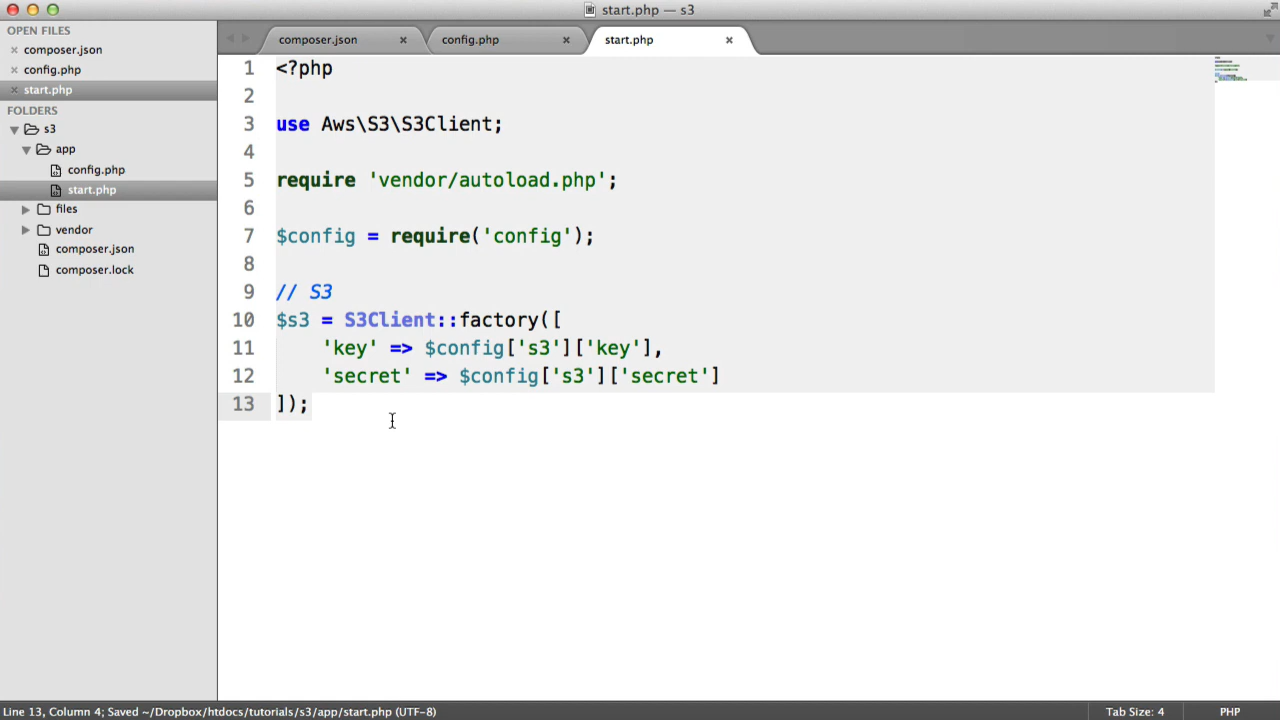 start.php — s3
OPEN FILES
composer.json
config.php
start.php
FOLDERS
s3
app
config.php
start.php
files
vendor
composer.json
composer.lock
composer.json
config.php
start.php
1 <?php
2
3 use Aws\S3\S3Client;
4
5 require 'vendor/autoload.php';
6
7 $config = require('config');
8
9 // S3
10 $s3 = S3Client::factory([
11 'key' => $config['s3']['key'],
12 'secret' => $config['s3']['secret']
13 ]);
Line 13, Column 4; Saved ~/Dropbox/htdocs/tutorials/s3/app/start.php (UTF-8)
Tab Size: 4
PHP